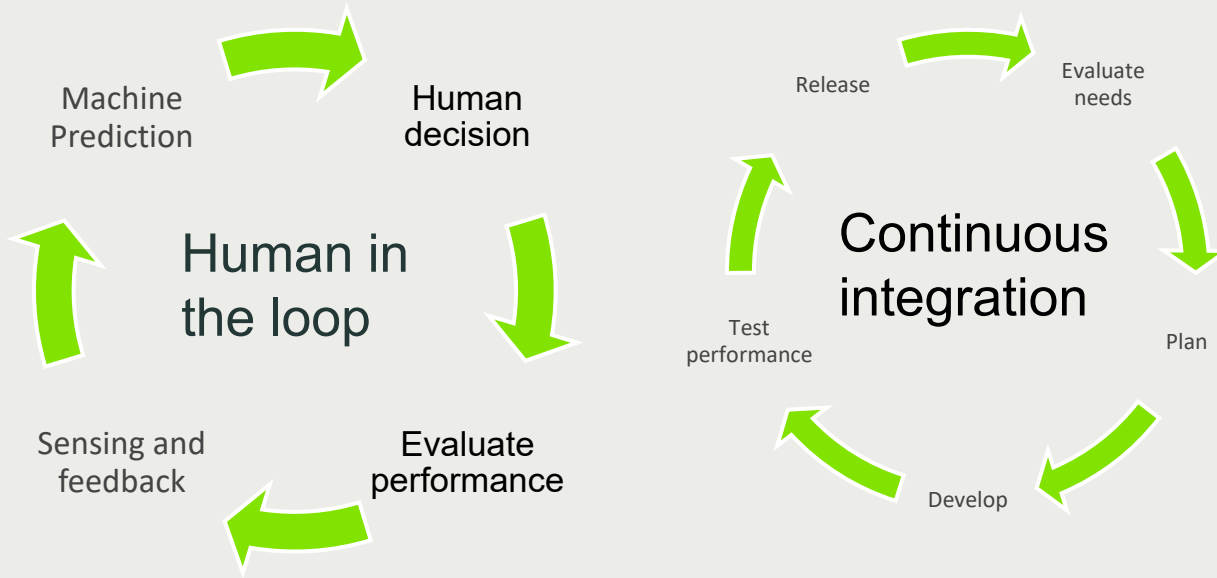 Machine
Prediction
Human
decision
Human in
the loop
Sensing and
feedback
Evaluate
performance
Release
Evaluate
needs
Continuous
integration
Test
performance
Plan
Develop